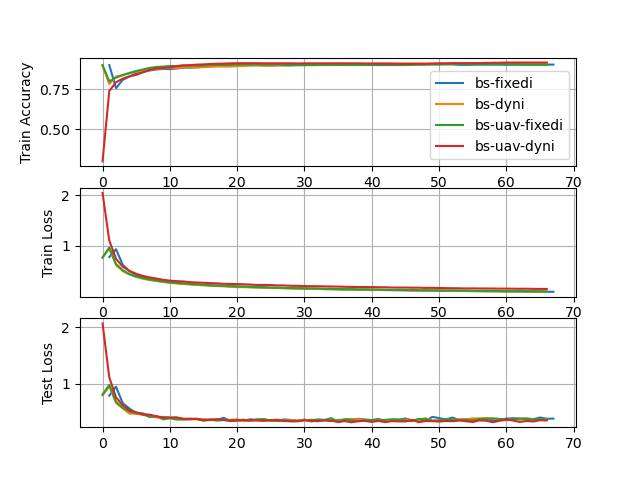 Train Accuracy
0.75
0.50
bs-fixedi
bs-dyni
bs-uav-fixedi
bs-uav-dyni
0 10 20 30 40 50 60 70
Train Loss
2
1
0 10 20 30 40 50 60 70
Test Loss
2
1
0 10 20 30 40 50 60 70